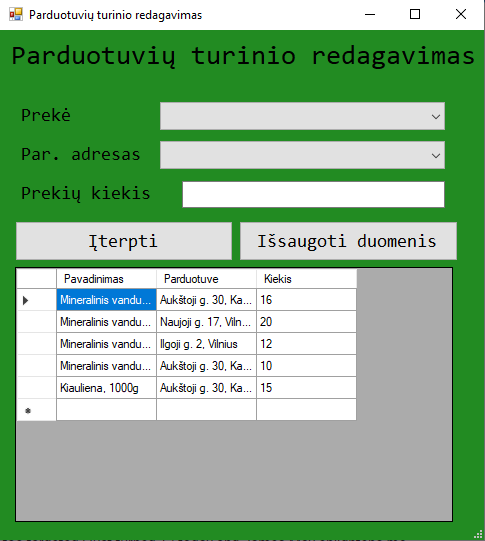 Parduotuvių turinio redagavimas
Parduotuvių turinio redagavimas
Prekė
Par. adresas
Prekių kiekis
Įterpti Išsaugoti duomenis
Pavadinimas Parduotuve Kiekis
Mineralinis vandu... Aukštoji g. 30, Ka... 16
Mineralinis vandu... Naujoji g. 17, Viln... 20
Mineralinis vandu... Ilgoji g. 2, Vilnius 12
Mineralinis vandu... Aukštoji g. 30, Ka... 10
Kiauliena, 1000g Aukštoji g. 30, Ka... 15